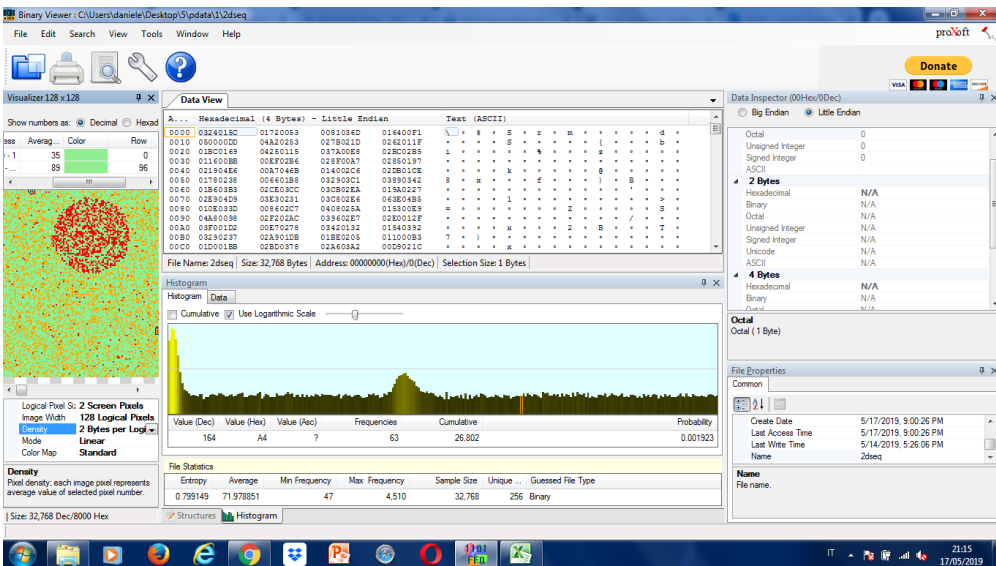 Binary Viewer : C:\Users\daniele\Desktop\5\pdata\1\2dseq
File Edit Search View Tools Window Help
proXoft
Donate
VISA
Visualizer 128 x 128
Show numbers as: Decimal Hexad
ess Averag... Color Row
- 1 35 0
- ... 89 96
Logical Pixel Si: 2 Screen Pixels
Image Width 128 Logical Pixels
Density 2 Bytes per Logi
Mode Linear
Color Map Standard
Density
Pixel density; each image pixel represents
average value of selected pixel number.
Size: 32,768 Dec/8000 Hex
Data View
A... Hexadecimal (4 Bytes) - Little Endian Text (ASCII)
0000 0324015C 01720053 0081036D 016400F1
0010 050000DD 04A20253 027B021D 0262011F
0020 01BC0169 04250115 037A00E8 02BC02B5
0030 011600BB 00EF02B6 028F00A7 02850197
0040 021904E6 00A7046B 014002C6 02DB01CE
0050 01780238 006601B8 032903C1 03890342
0060 01B603B3 02CE03CC 03CB02EA 019A0227
0070 02E904D9 03E30231 03C802E6 063E04B5
0080 010E033D 008602C7 0408025A 015300E9
0090 04A80098 02F202AC 039602E7 02E0012F
00A0 03F001D2 00E70278 03420132 01540392
00B0 03290237 02A901DB 01BE0205 011000B3
00C0 01D001BB 02BD0378 02A603A2 00D9021C
File Name: 2dseq Size: 32,768 Bytes Address: 00000000(Hex)/0(Dec) Selection Size: 1 Bytes
Histogram
Histogram Data
Cumulative Use Logarithmic Scale
Value (Dec) Value (Hex) Value (Asc) Frequencies Cumulative Probability
164 A4 ? 63 26,802 0.001923
File Statistics
Entropy Average Min Frequency Max Frequency Sample Size Unique ... Guessed File Type
0.799149 71.978851 47 4,510 32,768 256 Binary
Structures Histogram
Data Inspector (00Hex/0Dec)
Big Endian Little Endian
Octal 0
Unsigned Integer 0
Signed Integer 0
ASCII
2 Bytes
Hexadecimal N/A
Binary N/A
Octal N/A
Unsigned Integer N/A
Signed Integer N/A
Unicode N/A
ASCII N/A
4 Bytes
Hexadecimal N/A
Binary N/A
Octal N/A
Octal
Octal ( 1 Byte)
File Properties
Common
Create Date 5/17/2019, 9:00:26 PM
Last Access Time 5/17/2019, 9:00:26 PM
Last Write Time 5/14/2019, 5:26:06 PM
Name 2dseq
Name
File name.
IT
21:15
17/05/2019